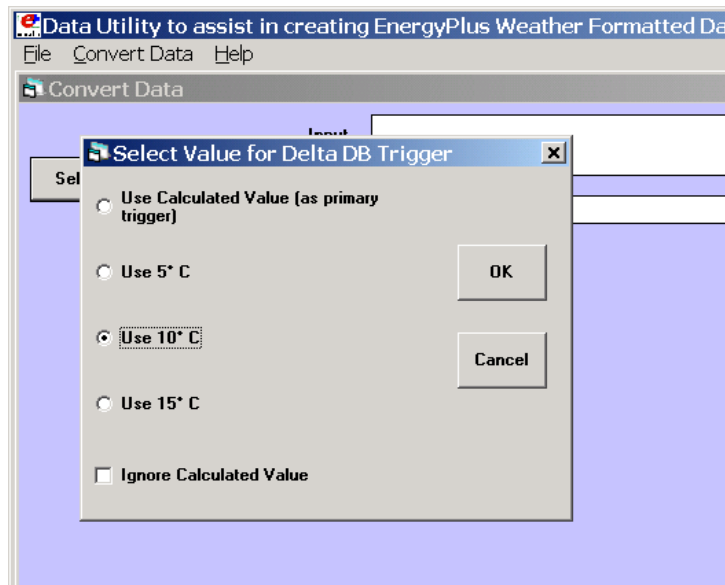 Data Utility to assist in creating EnergyPlus Weather Formatted Da
File Convert Data Help
Convert Data
Input
Select Value for Delta DB Trigger
Sel
Use Calculated Value (as primary
trigger)
Use 5° C
OK
Use 10° C
Cancel
Use 15° C
Ignore Calculated Value